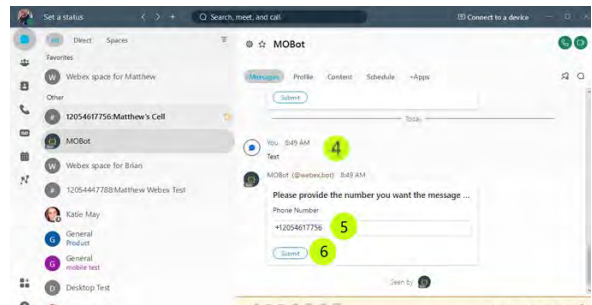 Set a status
Search, meet, and call
Connect to a device
All
Direct
Spaces
Favorites
W
Webex space for Matthew
Other
#
12054617756:Matthew's Cell
MOBot
W
Webex space for Brian
#
12054447788:Matthew Webex Test
Katie May
G
General
Product
G
General
mobile test
D
Desktop Test
MOBot
Messages
Profile
Content
Schedule
+Apps
Submit
Today
You 8:49 AM
4
Text
MOBot (@webex.bot) 8:49 AM
Please provide the number you want the message ...
Phone Number
+12054617756
5
Submit
6
Seen by